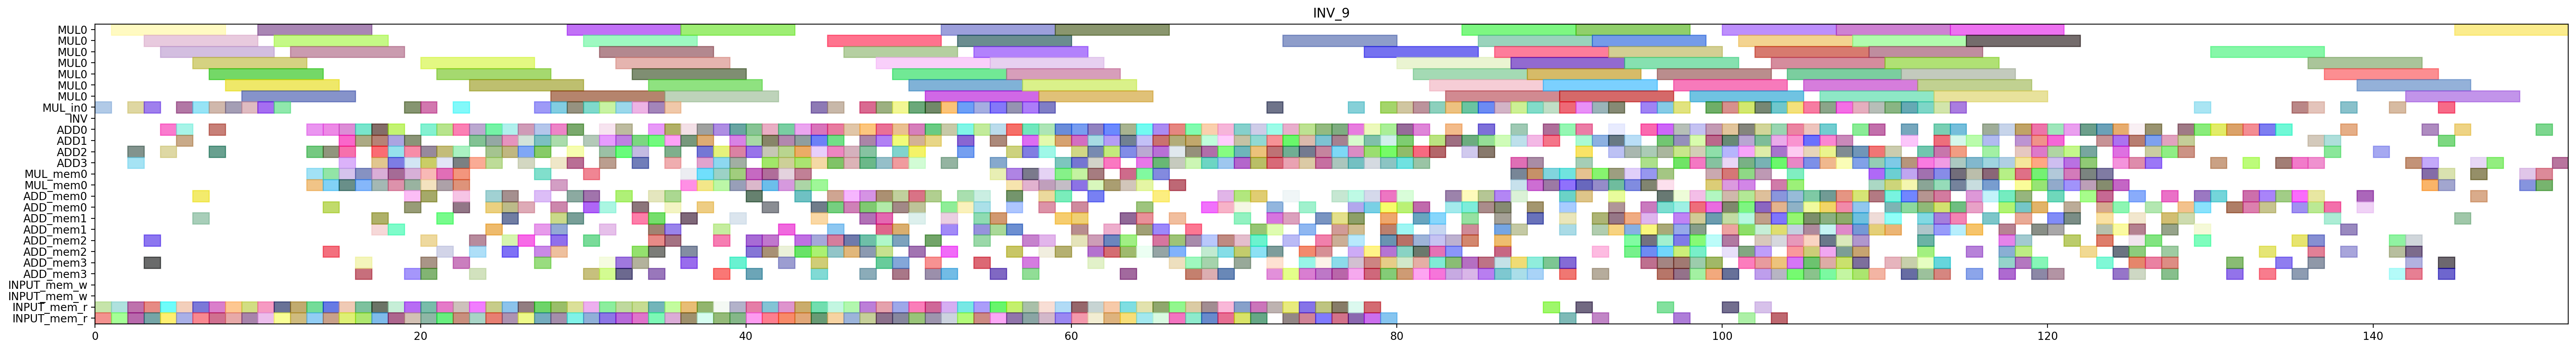 INV_9
MUL0
MUL0
MUL0
MUL0
MUL0
MUL0
MUL0
MUL_in0
INV
ADD0
ADD1
ADD2
ADD3
MUL_mem0
MUL_mem0
ADD_mem0
ADD_mem0
ADD_mem1
ADD_mem1
ADD_mem2
ADD_mem2
ADD_mem3
ADD_mem3
INPUT_mem_w
INPUT_mem_w
INPUT_mem_r
INPUT_mem_r
0 20 40 60 80 100 120 140